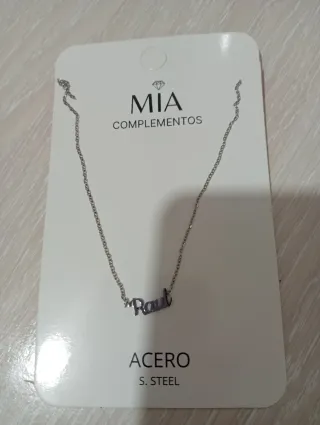 MIA
COMPLEMENTOS
Raul
ACERO
S. STEEL